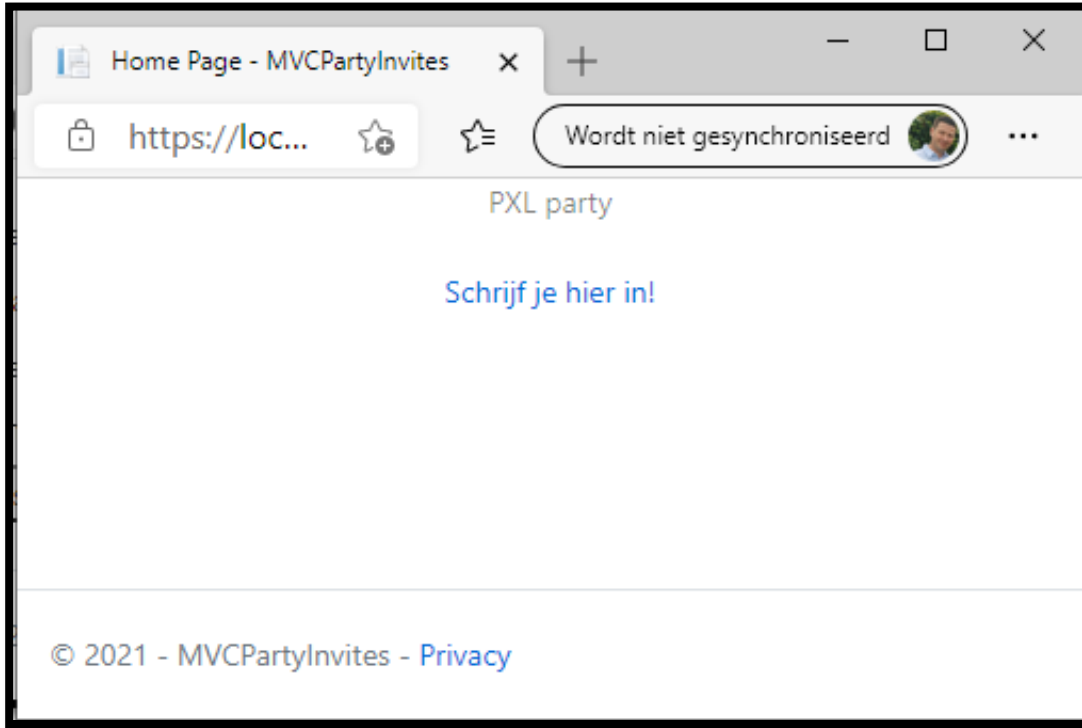 Home Page - MVCPartyInvites
https://loc...
Wordt niet gesynchroniseerd
PXL party
Schrijf je hier in!
© 2021 - MVCPartyInvites - Privacy